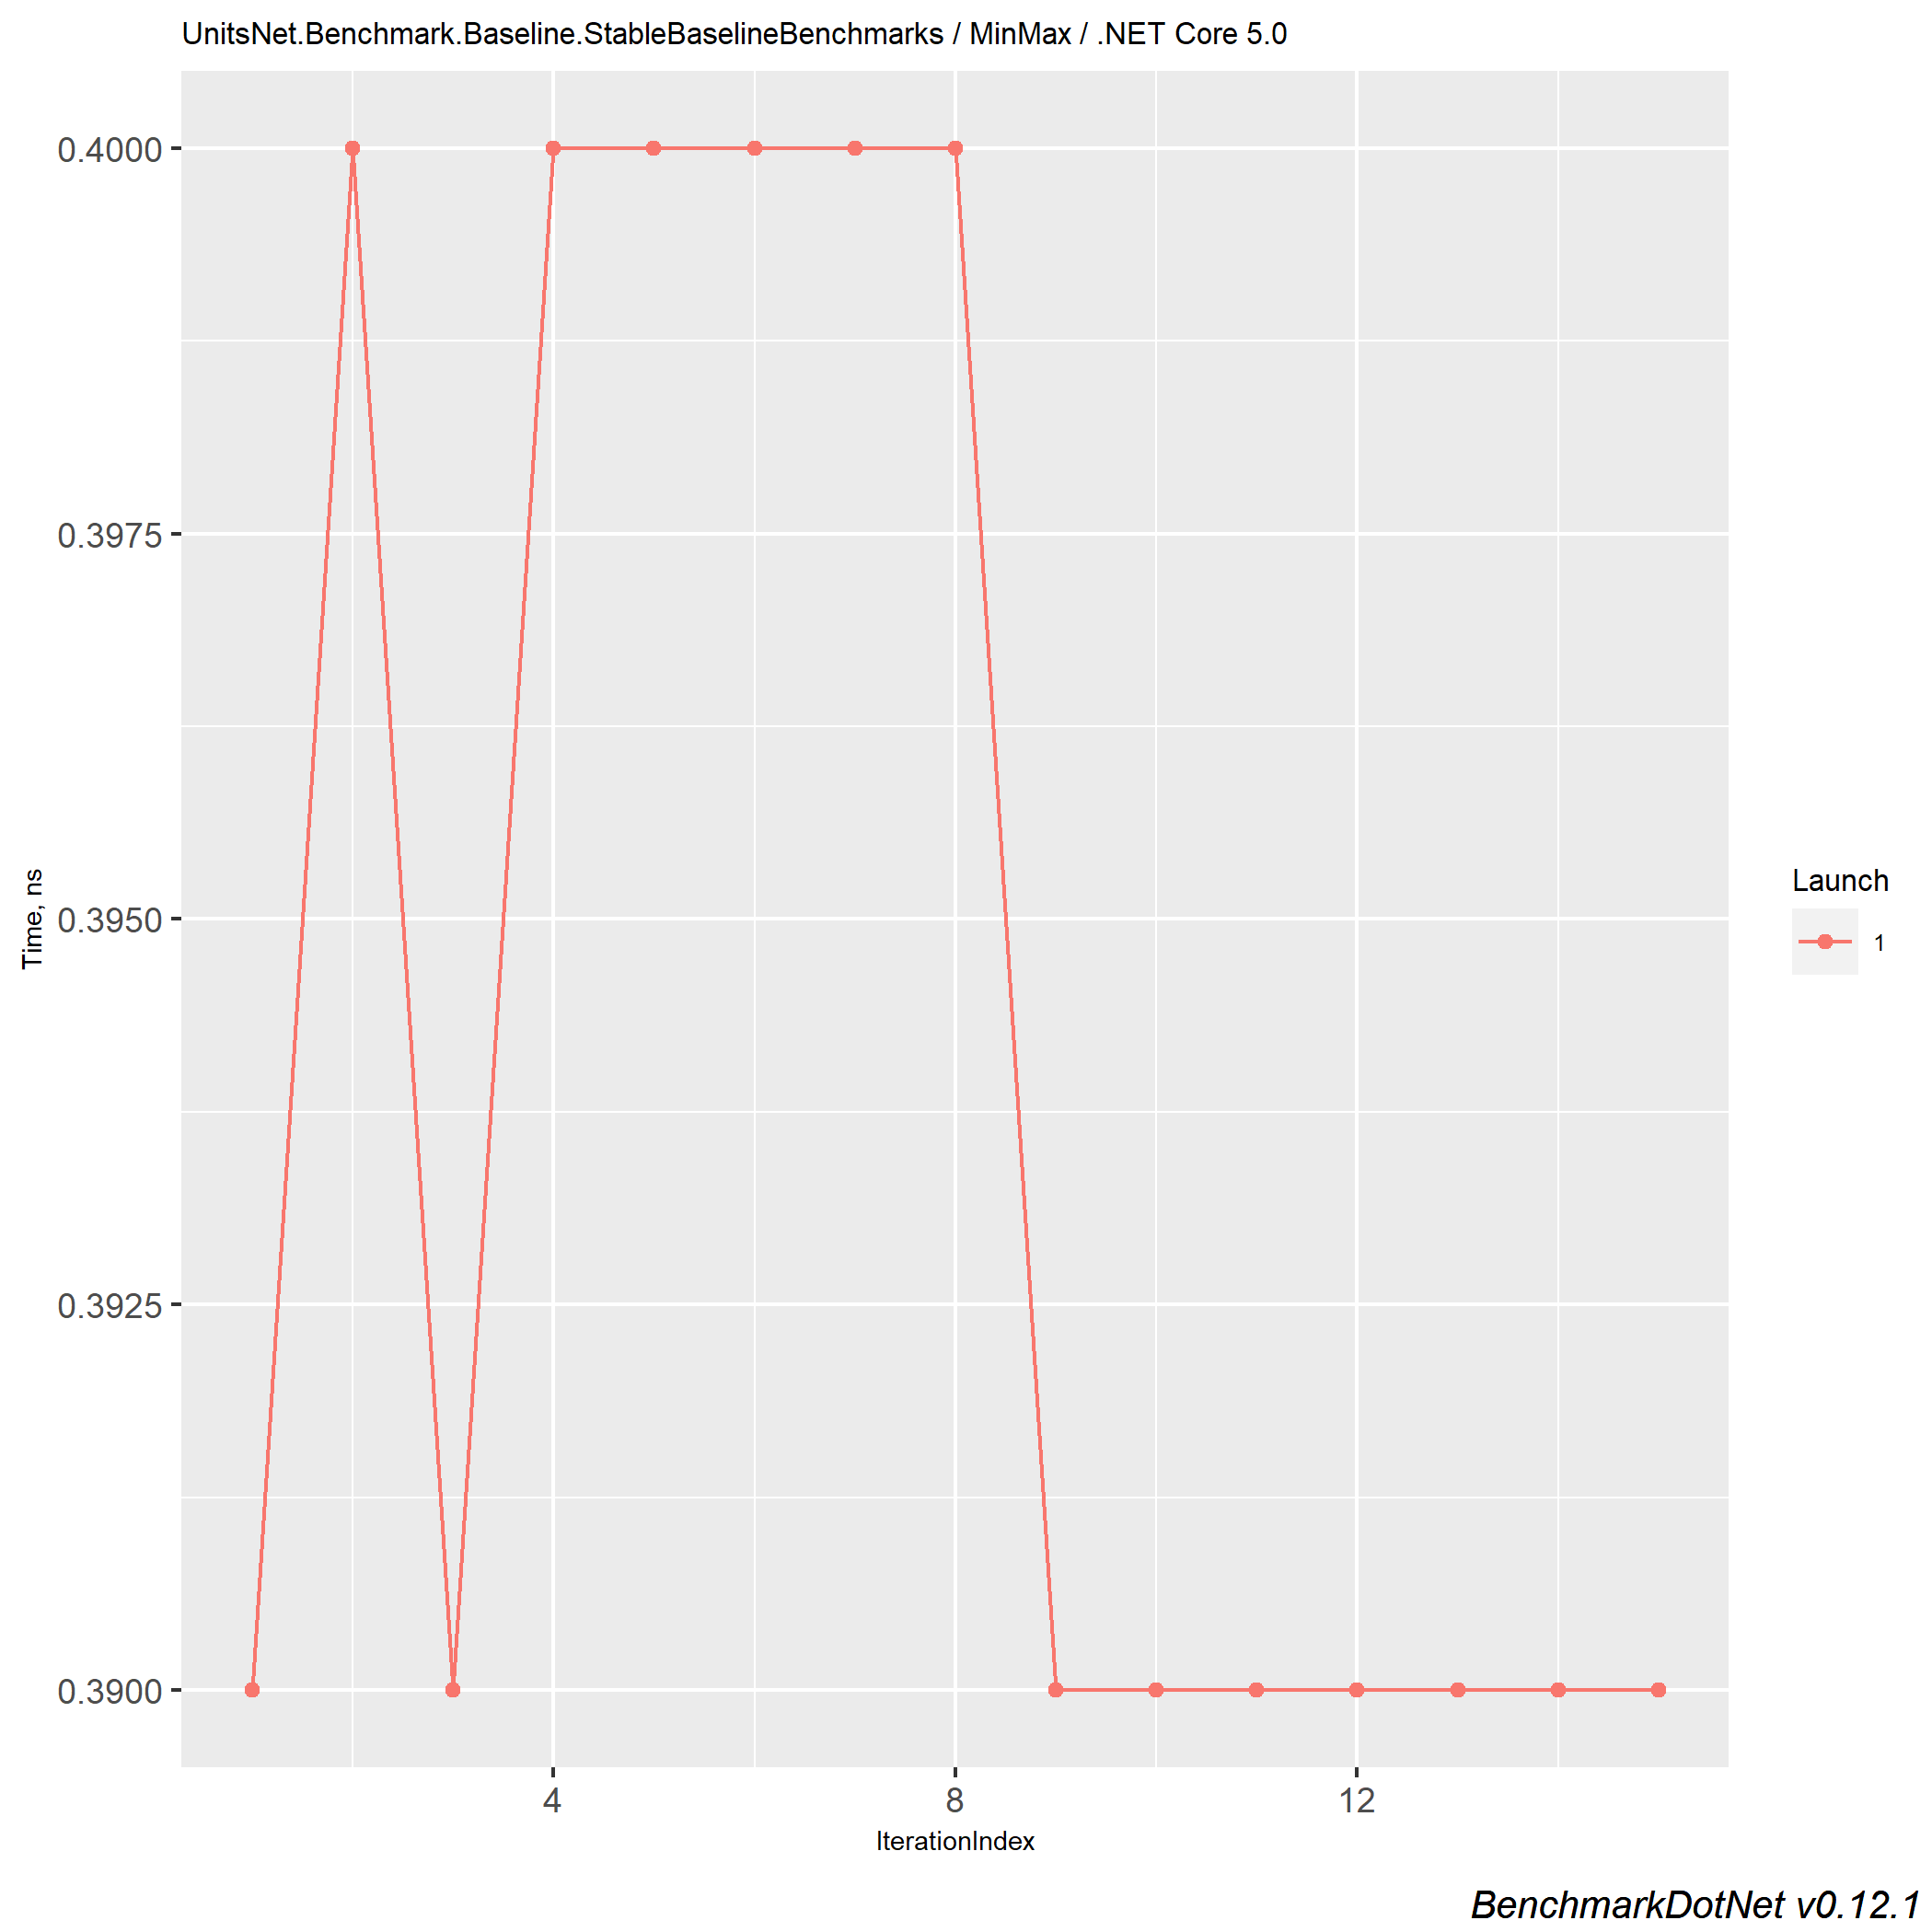 UnitsNet.Benchmark.Baseline.StableBaselineBenchmarks / MinMax / .NET Core 5.0
0.4000
0.3975
0.3950
0.3925
0.3900
Time, ns
4 8 12
IterationIndex
Launch
1
BenchmarkDotNet v0.12.1